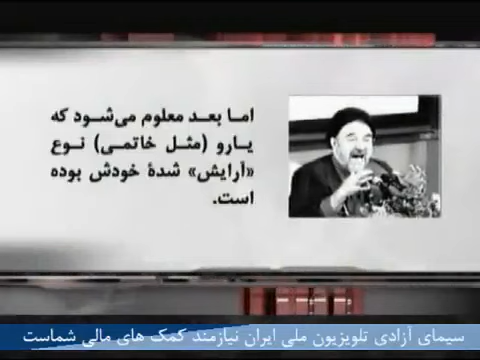 اما بعد معلوم می‌شود که
یارو (مثل خاتمی) نوع
«آرایش» شدهٔ خودش بوده
است.
سیمای آزادی تلویزیون ملی ایران نیازمند کمک های مالی شماست